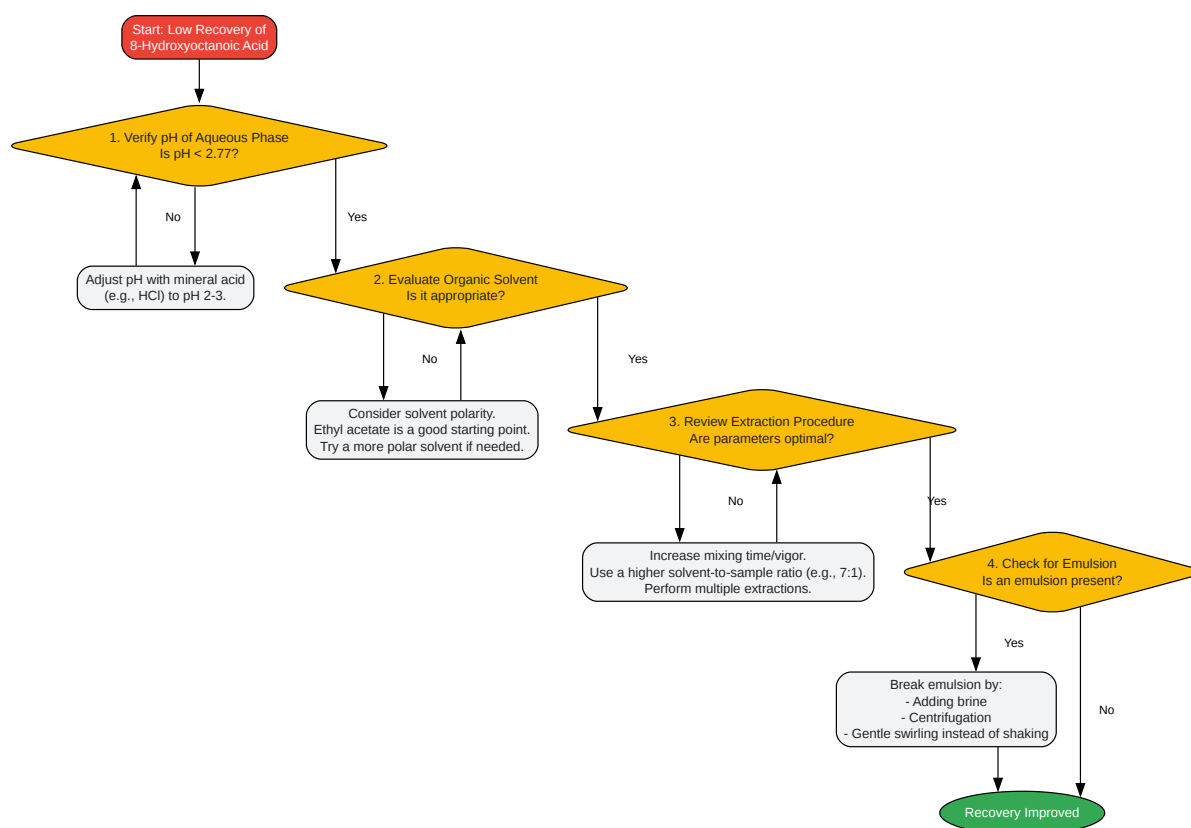 Start: Low Recovery of
8-Hydroxyoctanoic Acid
1. Verify pH of Aqueous Phase
Is pH < 2.77?
No
Yes
Adjust pH with mineral acid
(e.g., HCl) to pH 2-3.
2. Evaluate Organic Solvent
Is it appropriate?
No
Yes
Consider solvent polarity.
Ethyl acetate is a good starting point.
Try a more polar solvent if needed.
3. Review Extraction Procedure
Are parameters optimal?
No
Yes
Increase mixing time/vigor.
Use a higher solvent-to-sample ratio (e.g., 7:1).
Perform multiple extractions.
4. Check for Emulsion
Is an emulsion present?
Yes
No
Break emulsion by:
- Adding brine
- Centrifugation
- Gentle swirling instead of shaking
Recovery Improved